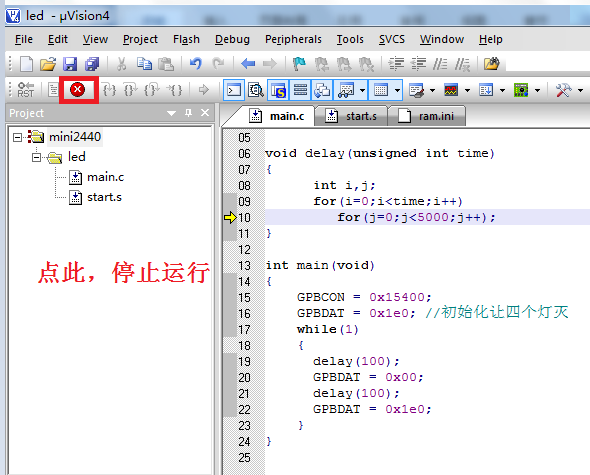 led - µVision4
File Edit View Project Flash Debug Peripherals Tools SVCS Window Help
RST
Project
main.c start.s ram.ini
mini2440
led
main.c
start.s
点此，停止运行
05
06 void delay(unsigned int time)
07 {
08 int i,j;
09 for(i=0;i<time;i++)
10 for(j=0;j<5000;j++);
11 }
12
13 int main(void)
14 {
15 GPBCON = 0x15400;
16 GPBDAT = 0x1e0; //初始化让四个灯灭
17 while(1)
18 {
19 delay(100);
20 GPBDAT = 0x00;
21 delay(100);
22 GPBDAT = 0x1e0;
23 }
24 }
25